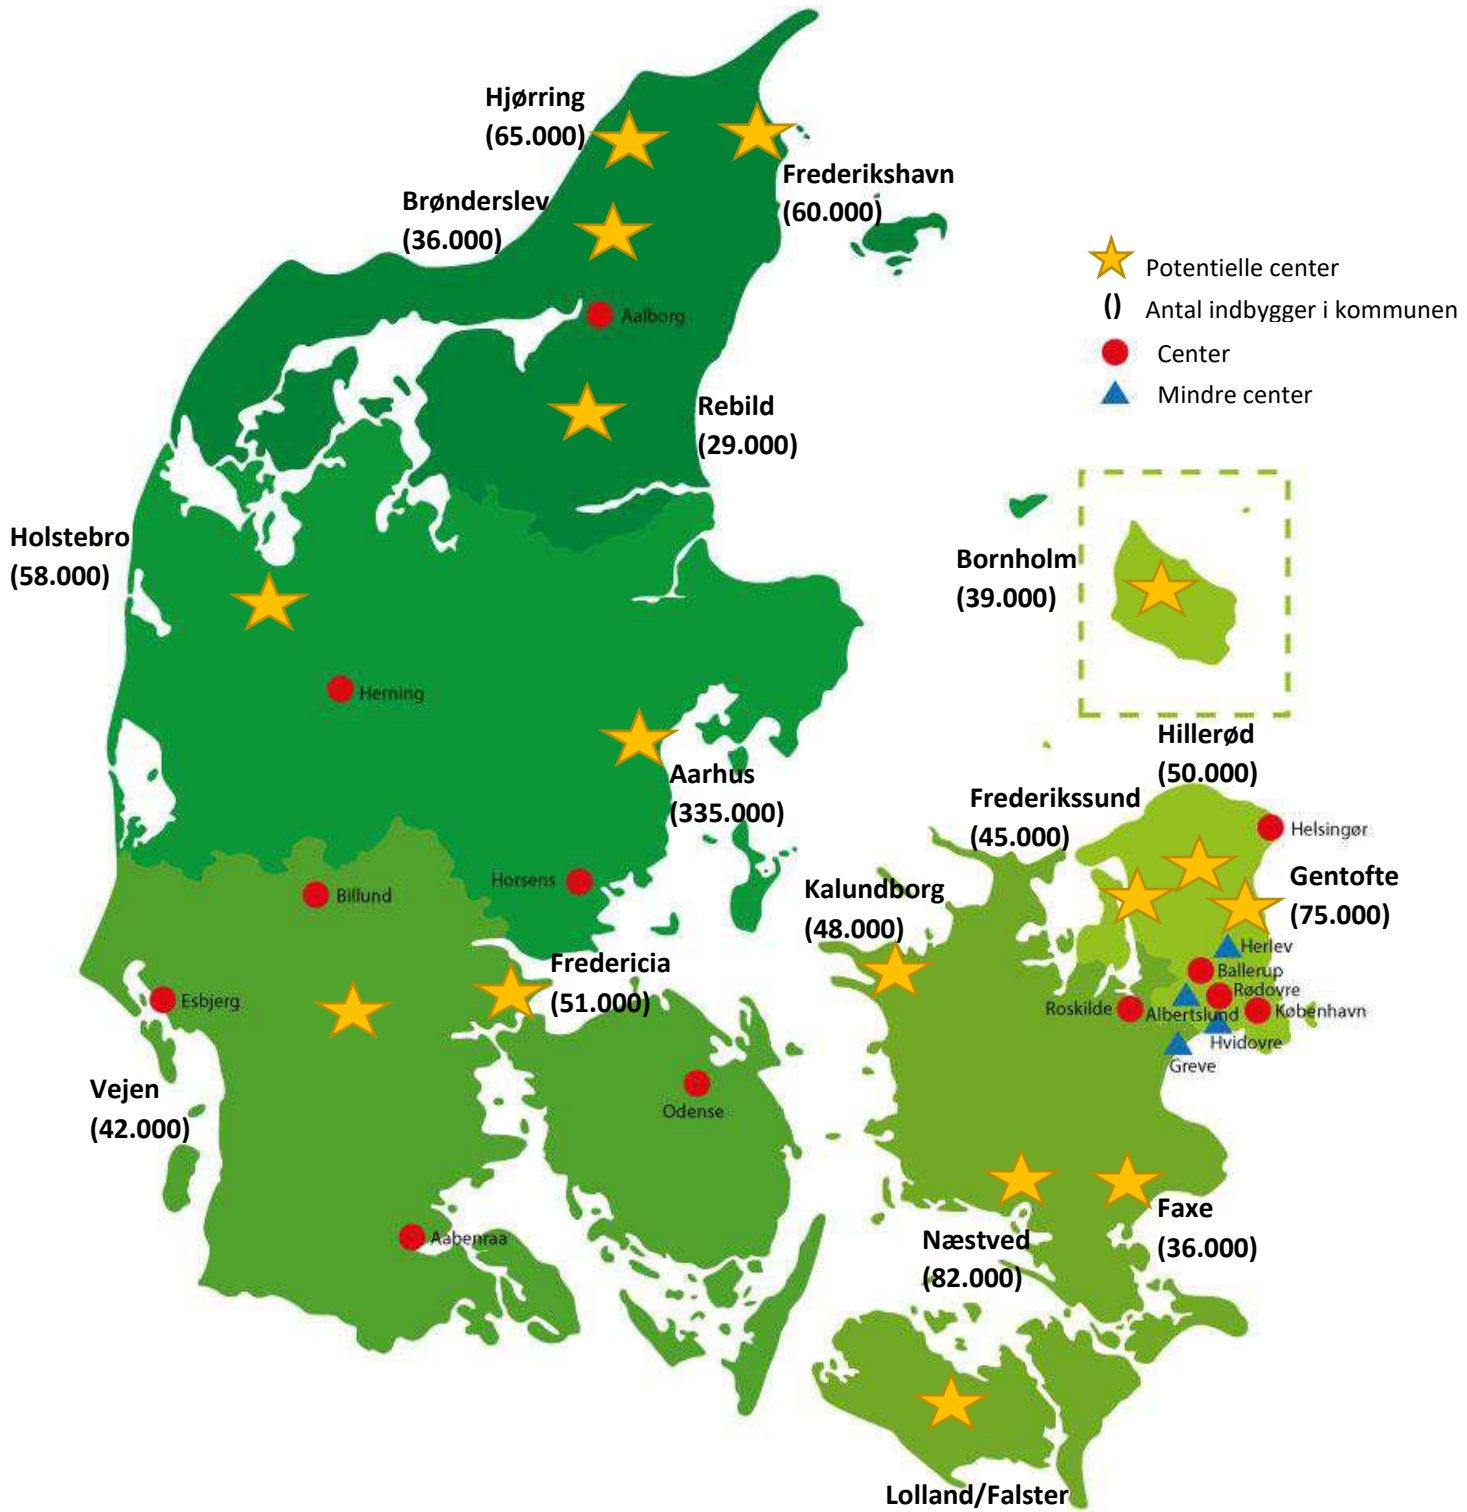 Hjørring
(65.000)
Frederikshavn
(60.000)
Brønderslev
(36.000)
Potentielle center
() Antal indbygger i kommunen
Center
Mindre center
Aalborg
Rebild
(29.000)
Holstebro
(58.000)
Bornholm
(39.000)
Herning
Aarhus
(335.000)
Hillerød
(50.000)
Frederikssund
(45.000)
Helsingør
Gentofte
(75.000)
Kalundborg
(48.000)
Billund
Horsens
Herlev
Ballerup
Rødovre
Roskilde
Albertslund
København
Hvidovre
Greve
Fredericia
(51.000)
Esbjerg
Vejen
(42.000)
Odense
Aabenraa
Næstved
(82.000)
Faxe
(36.000)
Lolland/Falster